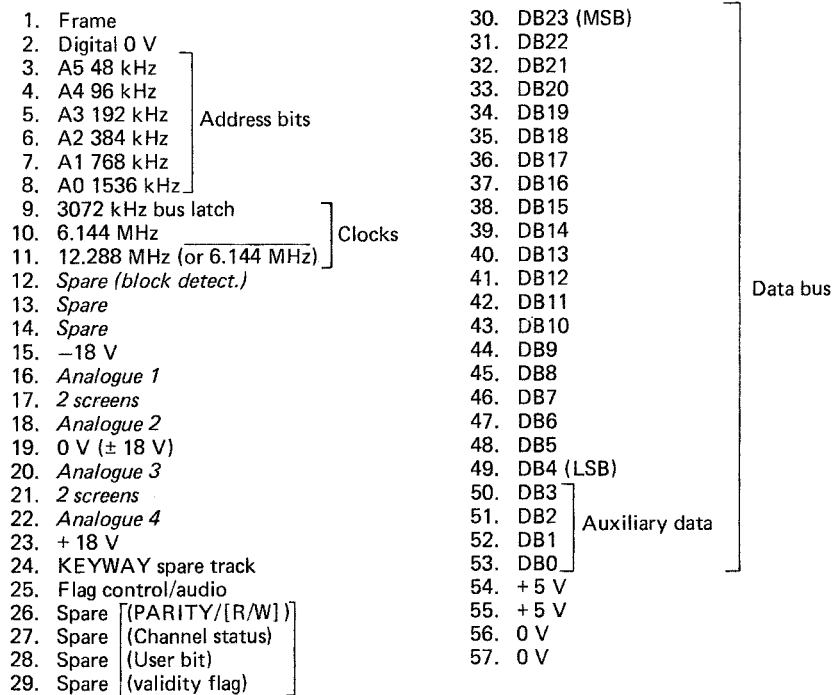 1. Frame
2. Digital 0 V
3. A5 48 kHz
4. A4 96 kHz
5. A3 192 kHz
6. A2 384 kHz
7. A1 768 kHz
8. A0 1536 kHz
Address bits
9. 3072 kHz bus latch
10. 6.144 MHz
11. 12.288 MHz (or 6.144 MHz)
Clocks
12. Spare (block detect.)
13. Spare
14. Spare
15. −18 V
16. Analogue 1
17. 2 screens
18. Analogue 2
19. 0 V (± 18 V)
20. Analogue 3
21. 2 screens
22. Analogue 4
23. + 18 V
24. KEYWAY spare track
25. Flag control/audio
26. Spare (PARITY/[R/W])
27. Spare (Channel status)
28. Spare (User bit)
29. Spare (validity flag)
30. DB23 (MSB)
31. DB22
32. DB21
33. DB20
34. DB19
35. DB18
36. DB17
37. DB16
38. DB15
39. DB14
40. DB13
41. DB12
42. DB11
43. DB10
44. DB9
45. DB8
46. DB7
47. DB6
48. DB5
49. DB4 (LSB)
50. DB3
51. DB2
52. DB1
53. DB0
Auxiliary data
Data bus
54. + 5 V
55. + 5 V
56. 0 V
57. 0 V